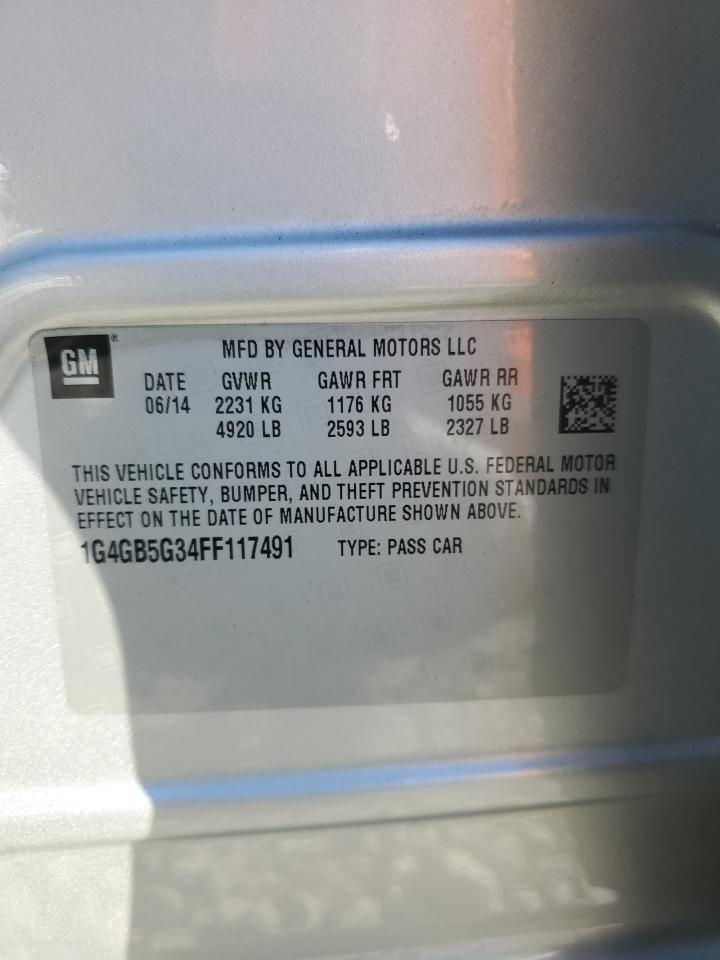 GM ®
MFD BY GENERAL MOTORS LLC
DATE GVWR GAWR FRT GAWR RR
06/14 2231 KG 1176 KG 1055 KG
4920 LB 2593 LB 2327 LB
THIS VEHICLE CONFORMS TO ALL APPLICABLE U.S. FEDERAL MOTOR
VEHICLE SAFETY, BUMPER, AND THEFT PREVENTION STANDARDS IN
EFFECT ON THE DATE OF MANUFACTURE SHOWN ABOVE.
1G4GB5G34FF117491 TYPE: PASS CAR